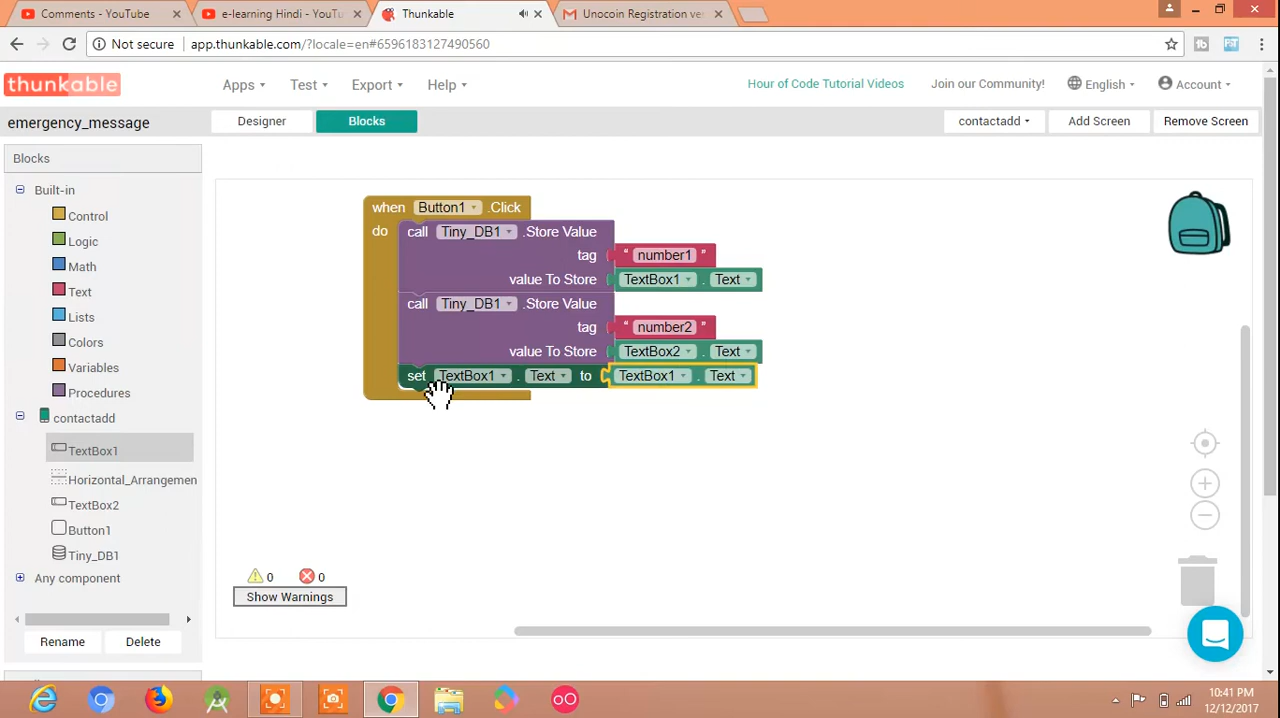 Comments - YouTube
e-learning Hindi - YouTu
Thunkable
Unocoin Registration ver
Not secure app.thunkable.com/?locale=en#6596183127490560
thunkable
Apps
Test
Export
Help
Hour of Code Tutorial Videos
Join our Community!
English
Account
emergency_message
Designer
Blocks
contactadd
Add Screen
Remove Screen
Blocks
Built-in
Control
Logic
Math
Text
Lists
Colors
Variables
Procedures
contactadd
TextBox1
Horizontal_Arrangemen
TextBox2
Button1
Tiny_DB1
Any component
Rename
Delete
when Button1 .Click
do call Tiny_DB1 .Store Value
tag " number1 "
value To Store TextBox1 . Text
call Tiny_DB1 .Store Value
tag " number2 "
value To Store TextBox2 . Text
set TextBox1 . Text to TextBox1 . Text
0 0
Show Warnings
10:41 PM
12/12/2017